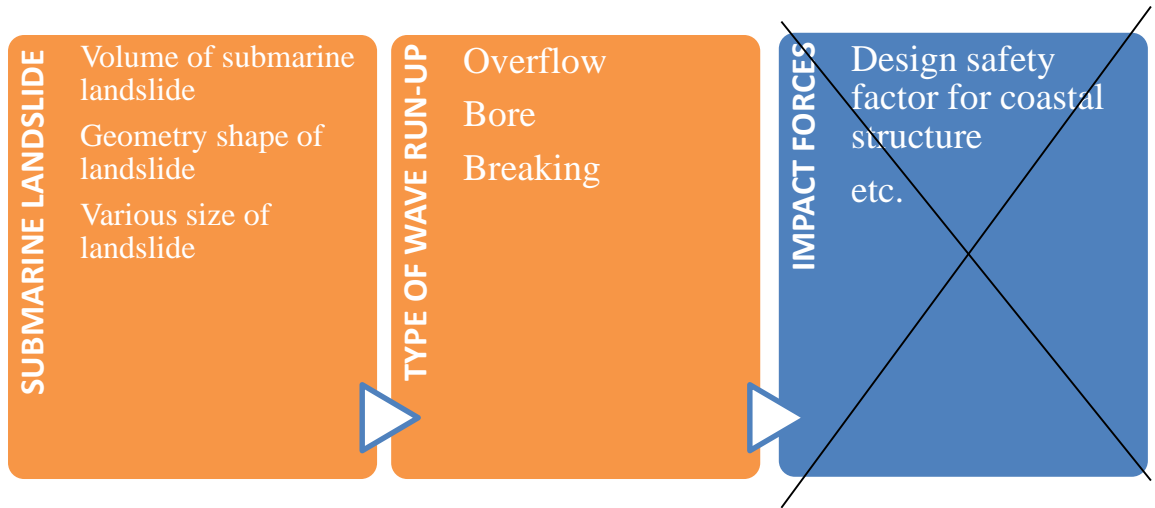 SUBMARINE LANDSLIDE
Volume of submarine
landslide
Geometry shape of
landslide
Various size of
landslide
TYPE OF WAVE RUN-UP
Overflow
Bore
Breaking
IMPACT FORCES
Design safety
factor for coastal
structure
etc.